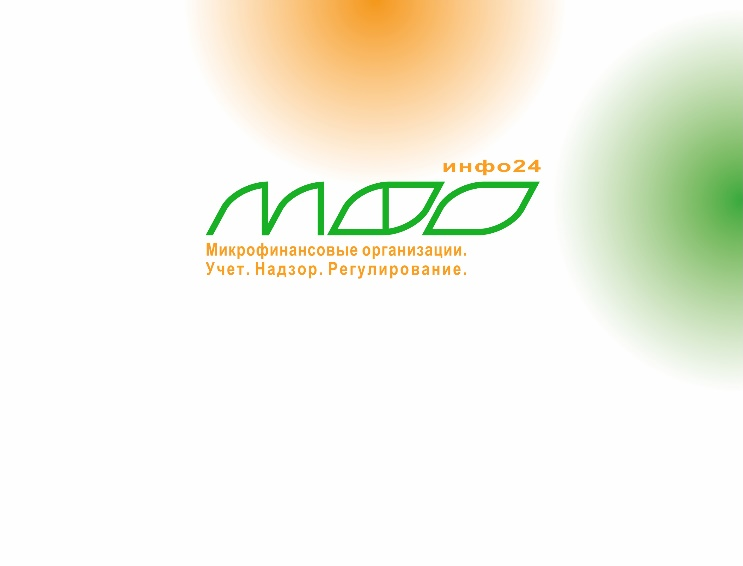 инфо24
МФО
Микрофинансовые организации.
Учет. Надзор. Регулирование.